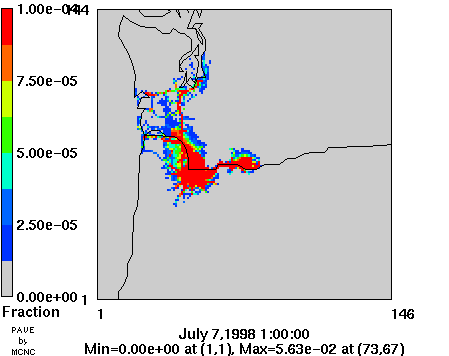 1.00e-04
144
7.50e-05
5.00e-05
2.50e-05
0.00e+00
1
Fraction
1
146
PAVE
by
MCNC
July 7,1998 1:00:00
Min=0.00e+00 at (1,1), Max=5.63e-02 at (73,67)